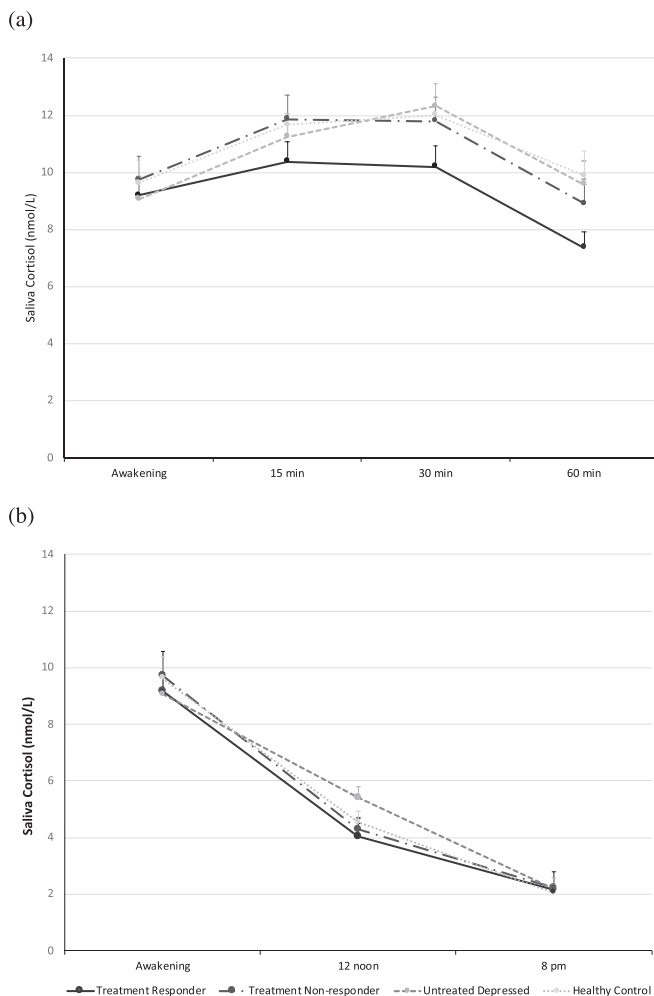 (a)
14
12
10
8
6
4
2
0
Saliva Cortisol (nmol/L)
Awakening 15 min 30 min 60 min
(b)
14
12
10
8
6
4
2
0
Saliva Cortisol (nmol/L)
Awakening 12 noon 8 pm
Treatment Responder Treatment Non-responder Untreated Depressed Healthy Control